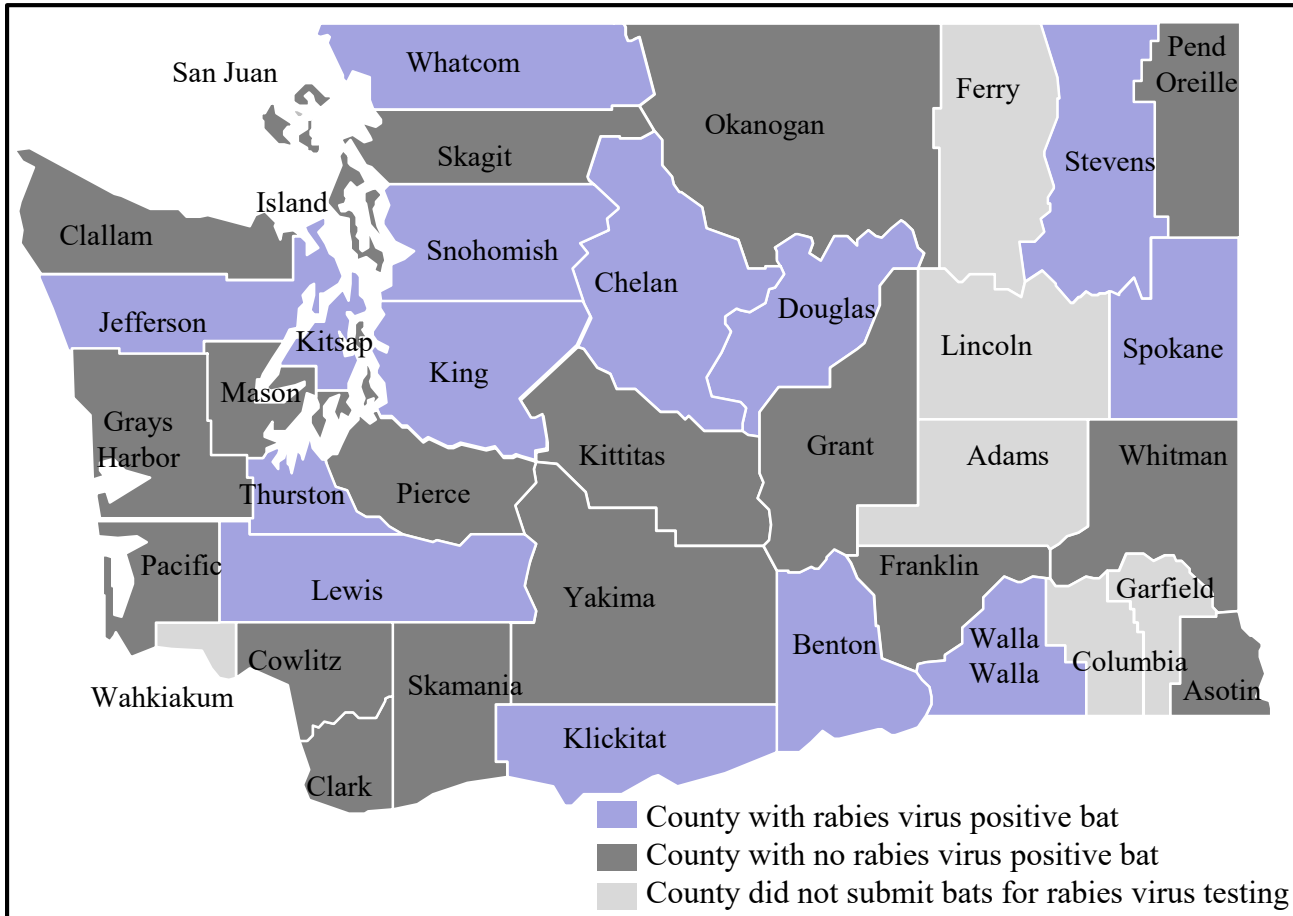 Whatcom
San Juan
Pend
Oreille
Ferry
Okanogan
Skagit
Stevens
Island
Clallam
Snohomish
Chelan
Douglas
Jefferson
Kitsap
Lincoln
Spokane
King
Mason
Grays
Harbor
Kittitas
Grant
Adams
Whitman
Thurston
Pierce
Pacific
Franklin
Garfield
Lewis
Yakima
Benton
Walla
Walla
Columbia
Cowlitz
Skamania
Asotin
Wahkiakum
Klickitat
Clark
County with rabies virus positive bat
County with no rabies virus positive bat
County did not submit bats for rabies virus testing